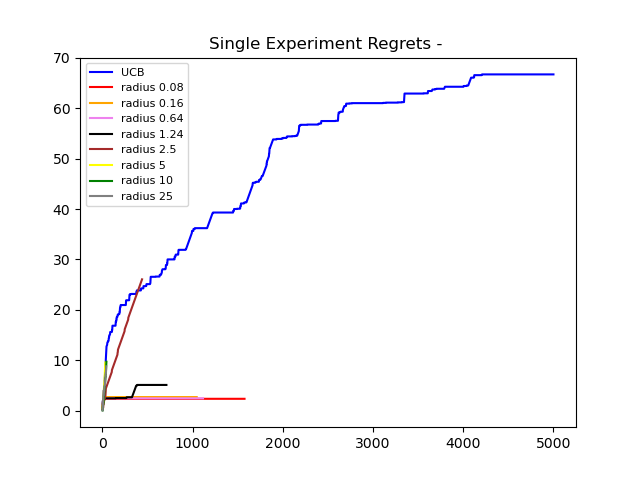 Single Experiment Regrets -
70
60
50
40
30
20
10
0
UCB
radius 0.08
radius 0.16
radius 0.64
radius 1.24
radius 2.5
radius 5
radius 10
radius 25
0 1000 2000 3000 4000 5000